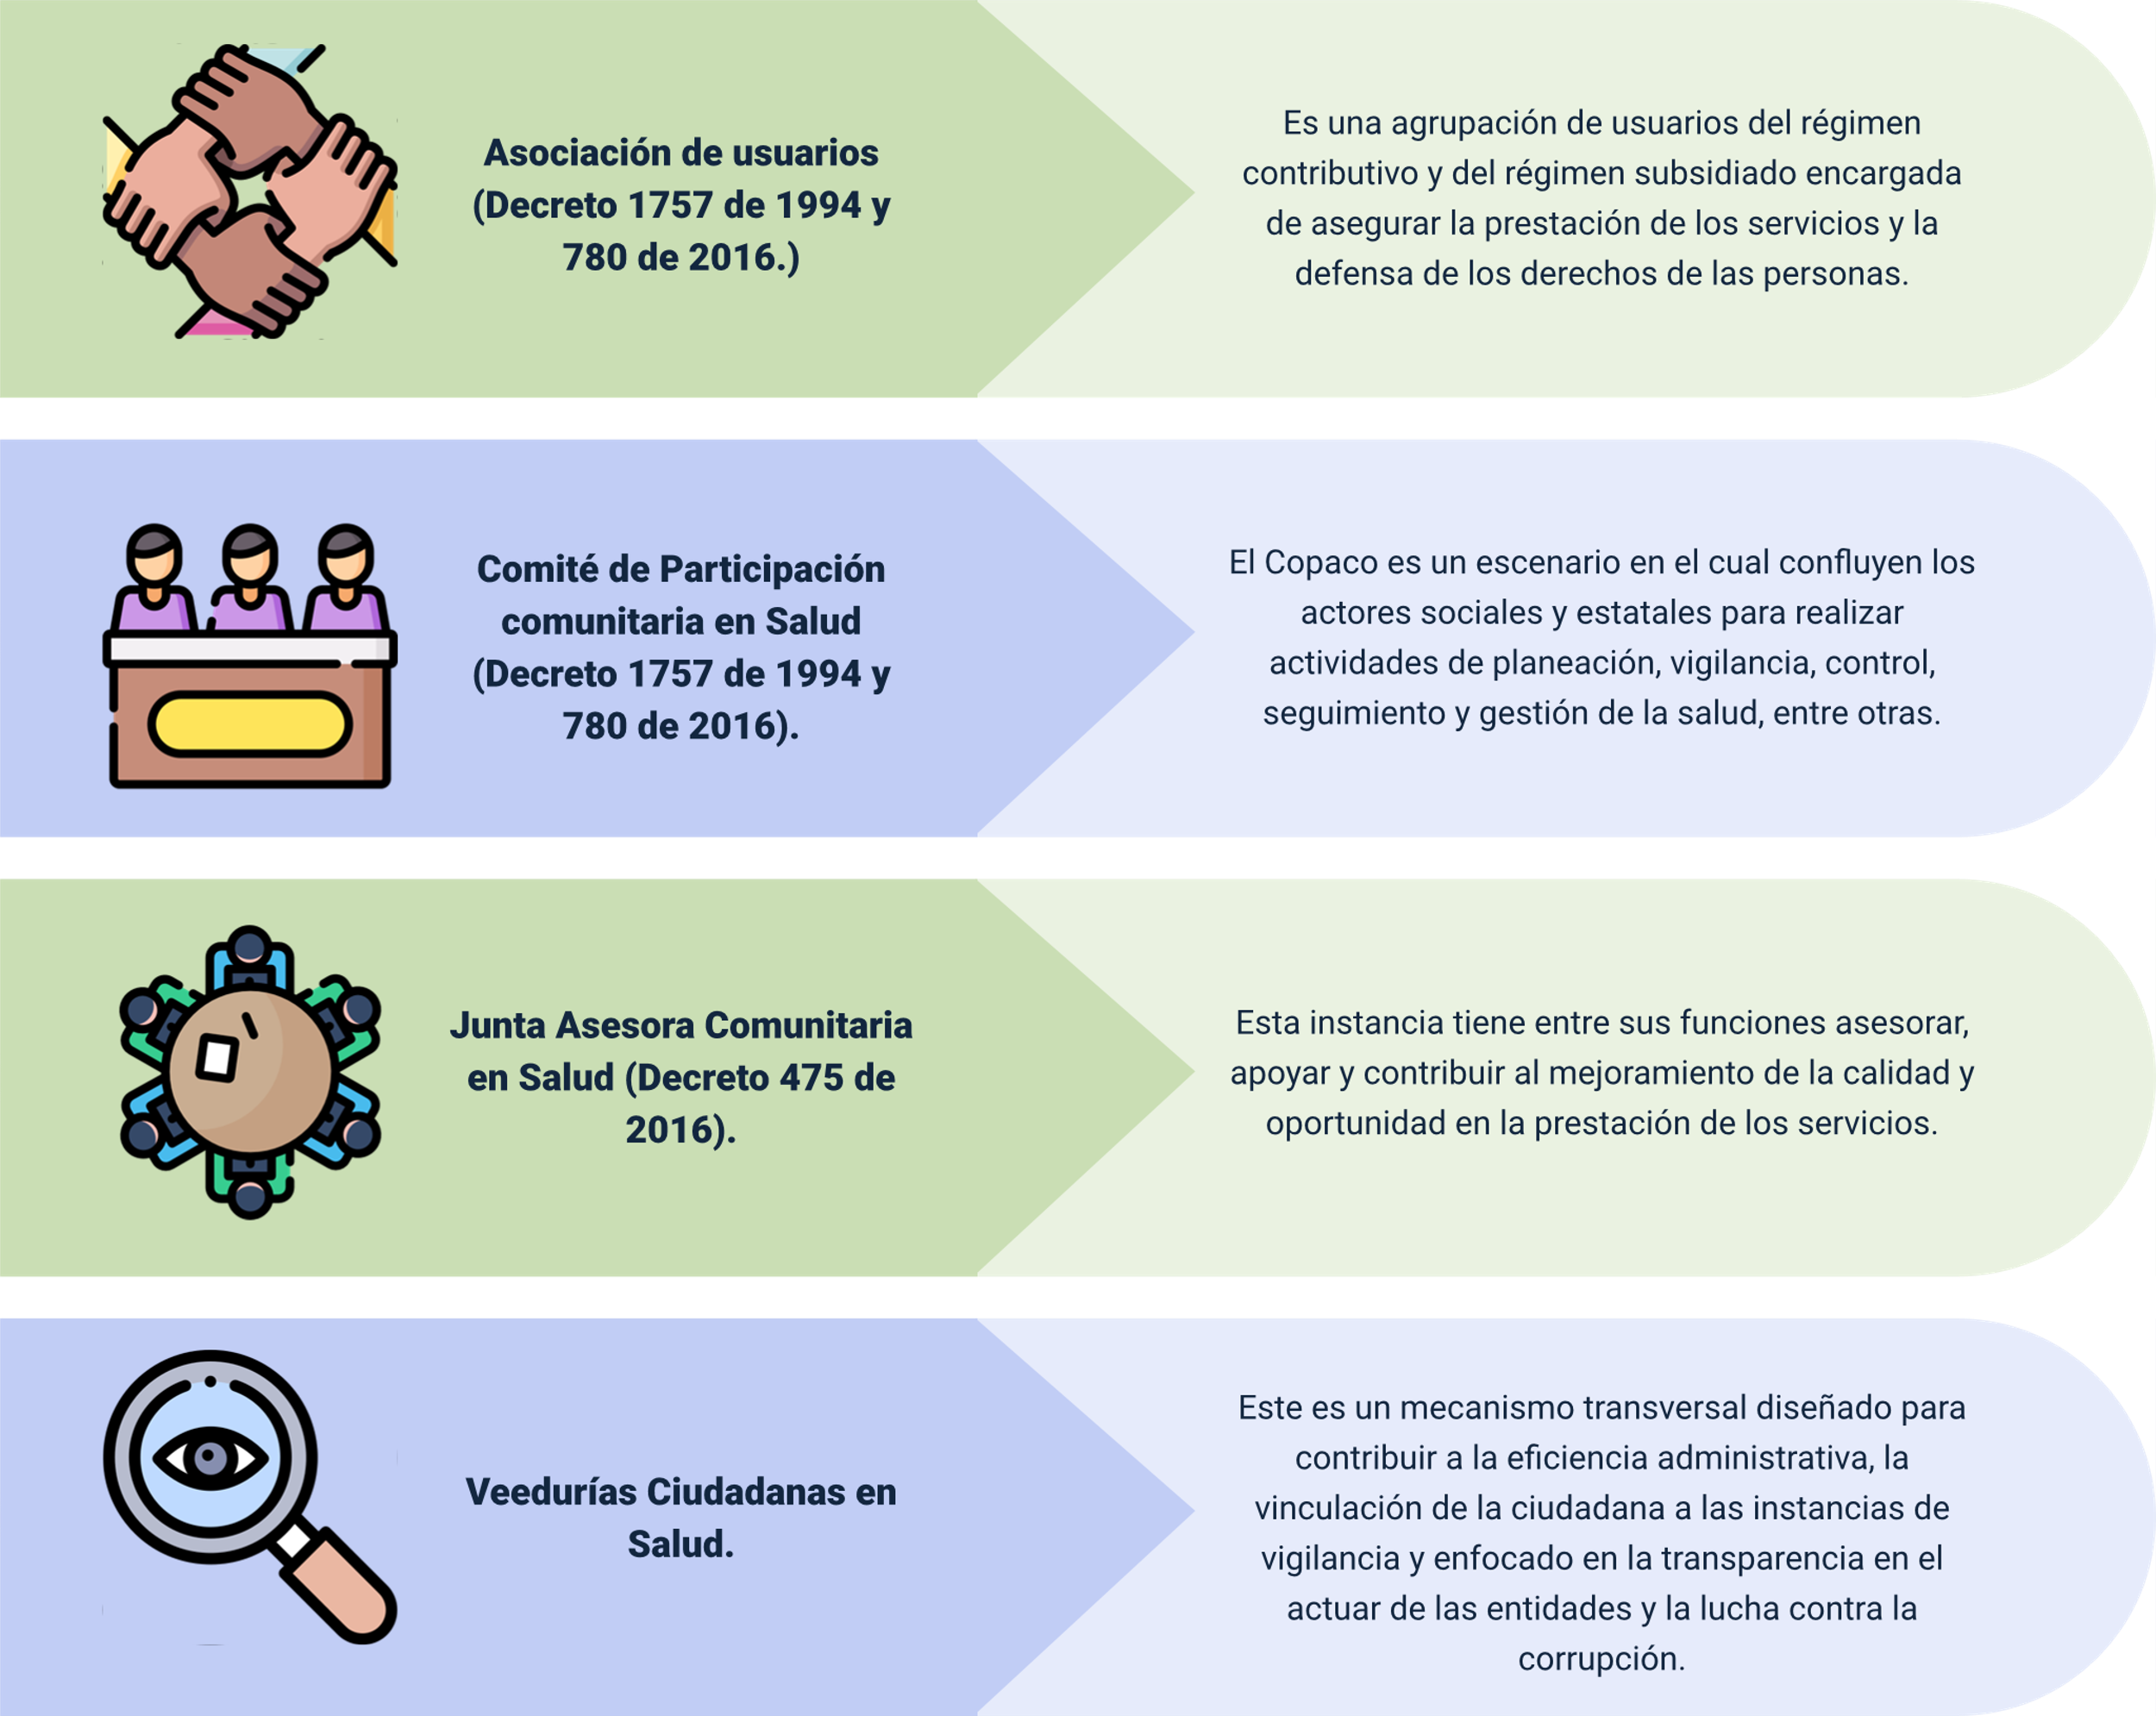 Asociación de usuarios
(Decreto 1757 de 1994 y
780 de 2016.)
Es una agrupación de usuarios del régimen
contributivo y del régimen subsidiado encargada
de asegurar la prestación de los servicios y la
defensa de los derechos de las personas.
Comité de Participación
comunitaria en Salud
(Decreto 1757 de 1994 y
780 de 2016).
El Copaco es un escenario en el cual confluyen los
actores sociales y estatales para realizar
actividades de planeación, vigilancia, control,
seguimiento y gestión de la salud, entre otras.
Junta Asesora Comunitaria
en Salud (Decreto 475 de
2016).
Esta instancia tiene entre sus funciones asesorar,
apoyar y contribuir al mejoramiento de la calidad y
oportunidad en la prestación de los servicios.
Veedurías Ciudadanas en
Salud.
Este es un mecanismo transversal diseñado para
contribuir a la eficiencia administrativa, la
vinculación de la ciudadana a las instancias de
vigilancia y enfocado en la transparencia en el
actuar de las entidades y la lucha contra la
corrupción.